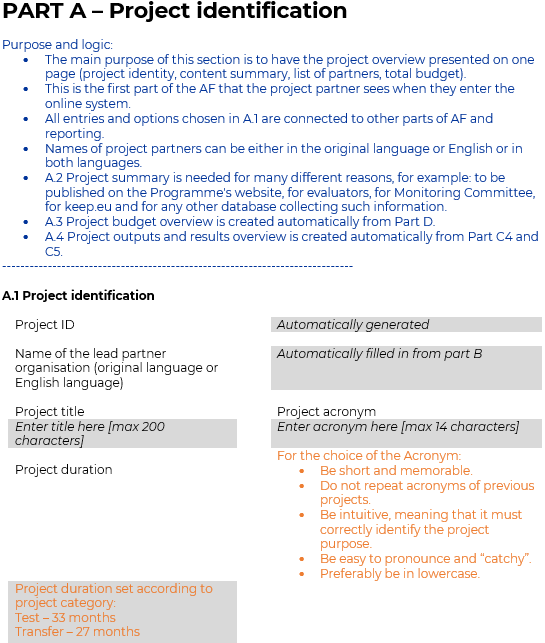 PART A – Project identification
Purpose and logic:
• The main purpose of this section is to have the project overview presented on one
page (project identity, content summary, list of partners, total budget).
• This is the first part of the AF that the project partner sees when they enter the
online system.
• All entries and options chosen in A.1 are connected to other parts of AF and
reporting.
• Names of project partners can be either in the original language or English or in
both languages.
• A.2 Project summary is needed for many different reasons, for example: to be
published on the Programme's website, for evaluators, for Monitoring Committee,
for keep.eu and for any other database collecting such information.
• A.3 Project budget overview is created automatically from Part D.
• A.4 Project outputs and results overview is created automatically from Part C4 and
C5.
------------------------------------------------------------------------------
A.1 Project identification
Project ID
Automatically generated
Name of the lead partner
organisation (original language or
English language)
Automatically filled in from part B
Project title
Enter title here [max 200
characters]
Project acronym
Enter acronym here [max 14 characters]
Project duration
For the choice of the Acronym:
• Be short and memorable.
• Do not repeat acronyms of previous
projects.
• Be intuitive, meaning that it must
correctly identify the project
purpose.
• Be easy to pronounce and “catchy”.
• Preferably be in lowercase.
Project duration set according to
project category:
Test – 33 months
Transfer – 27 months